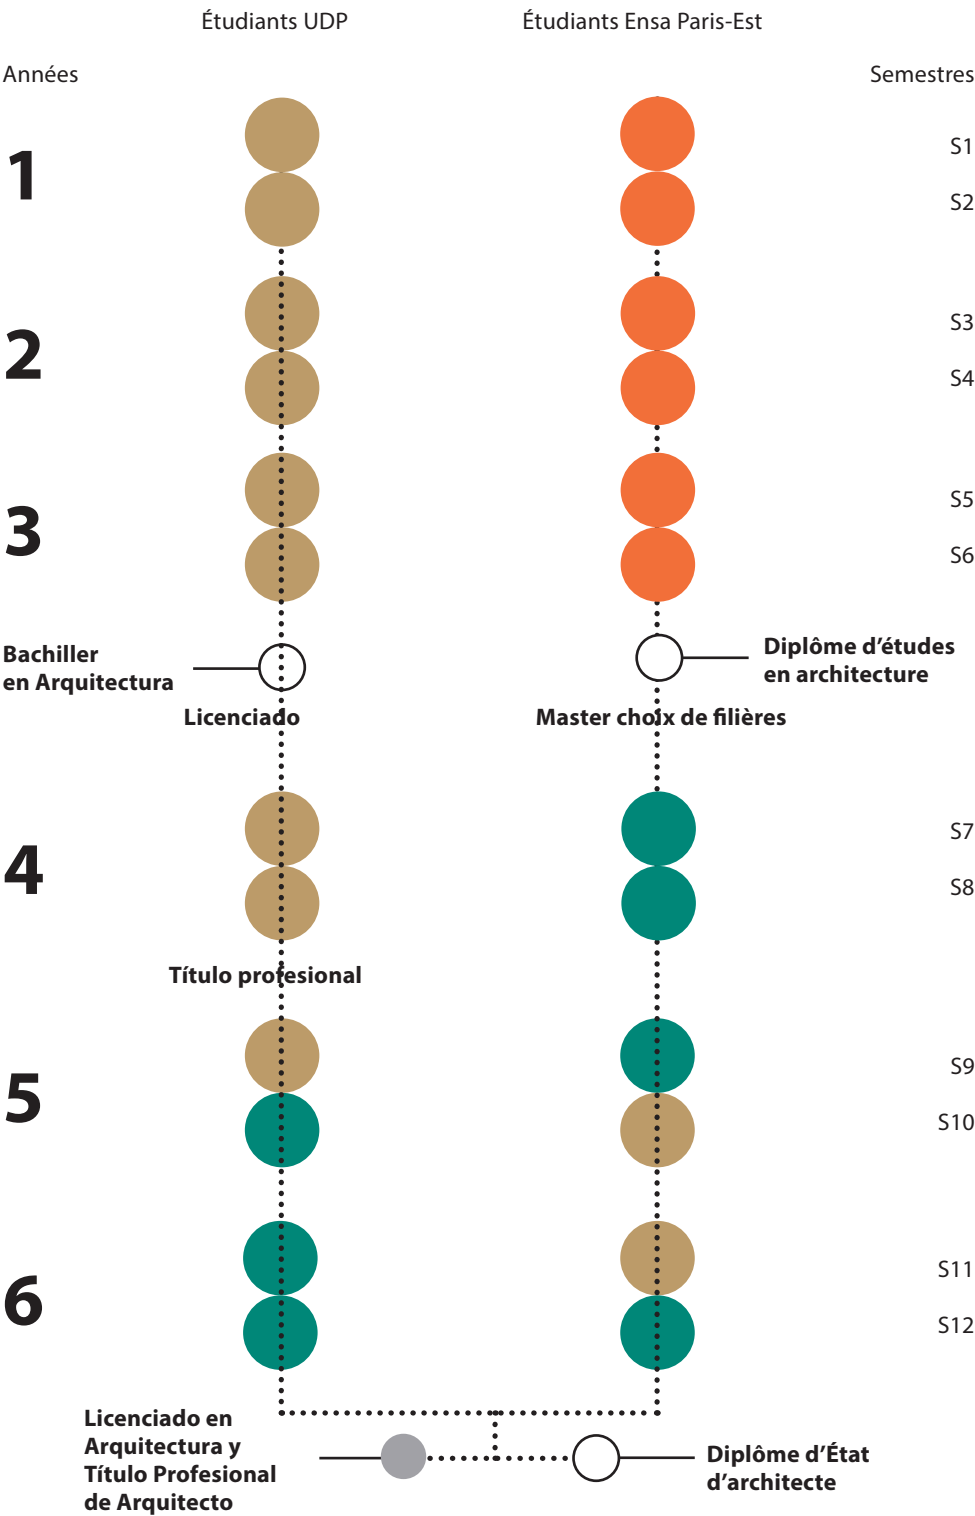 Étudiants UDP
Étudiants Ensa Paris-Est
Années
Semestres
1
S1
S2
2
S3
S4
3
S5
S6
Bachiller
en Arquitectura
Diplôme d’études
en architecture
Licenciado
Master choix de filières
4
S7
S8
Título profesional
5
S9
S10
6
S11
S12
Licenciado en
Arquitectura y
Título Profesional
de Arquitecto
Diplôme d’État
d’architecte